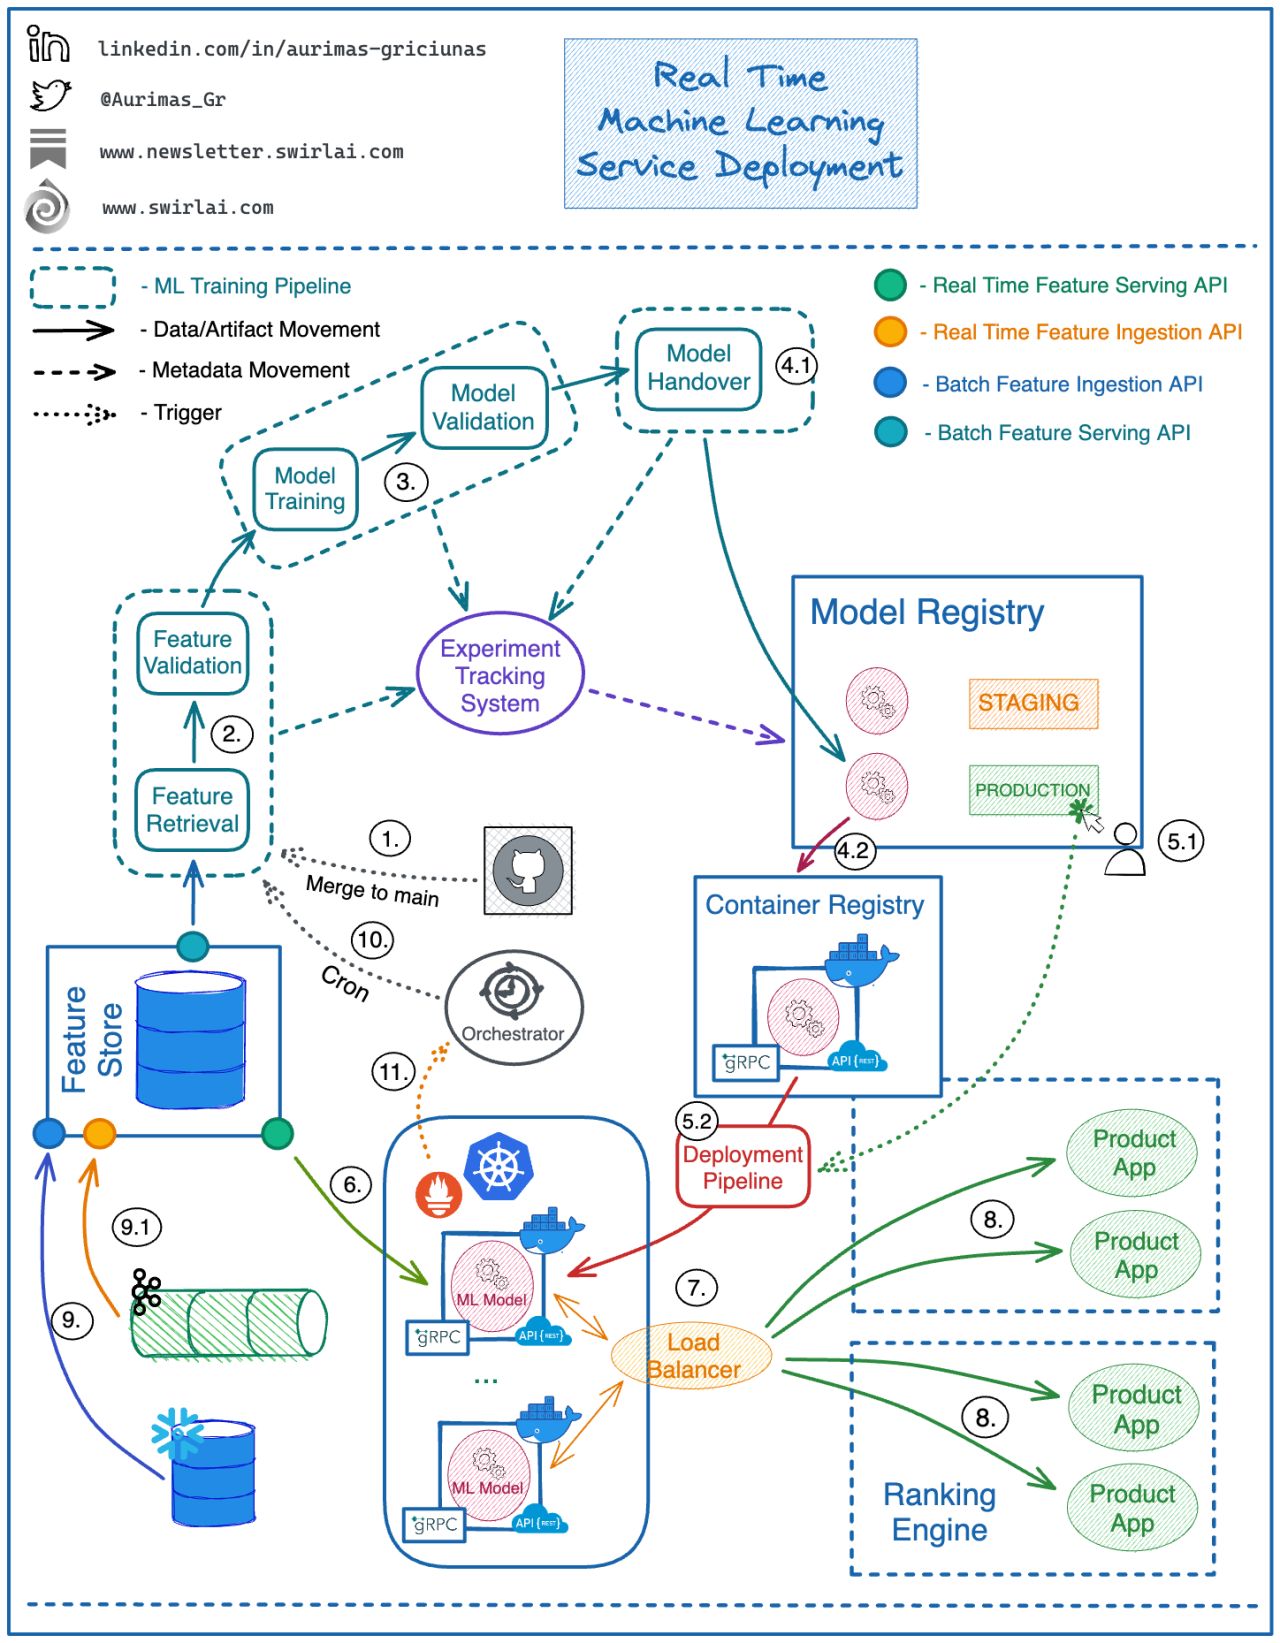 linkedin.com/in/aurimas-griciunas
@Aurimas_Gr
www.newsletter.swirlai.com
www.swirlai.com
Real Time
Machine Learning
Service Deployment
- ML Training Pipeline
- Data/Artifact Movement
- Metadata Movement
- Trigger
- Real Time Feature Serving API
- Real Time Feature Ingestion API
- Batch Feature Ingestion API
- Batch Feature Serving API
Model
Handover
4.1
Model
Validation
Model
Training
3.
Feature
Validation
2.
Feature
Retrieval
Experiment
Tracking
System
Model Registry
STAGING
PRODUCTION
5.1
4.2
1.
Merge to main
10.
Cron
Orchestrator
11.
Container Registry
gRPC
API {REST}
Feature
Store
5.2
Deployment
Pipeline
6.
9.1
9.
ML Model
gRPC
API {REST}
...
ML Model
gRPC
API {REST}
7.
Load
Balancer
8.
Product
App
Product
App
8.
Product
App
Product
App
Ranking
Engine